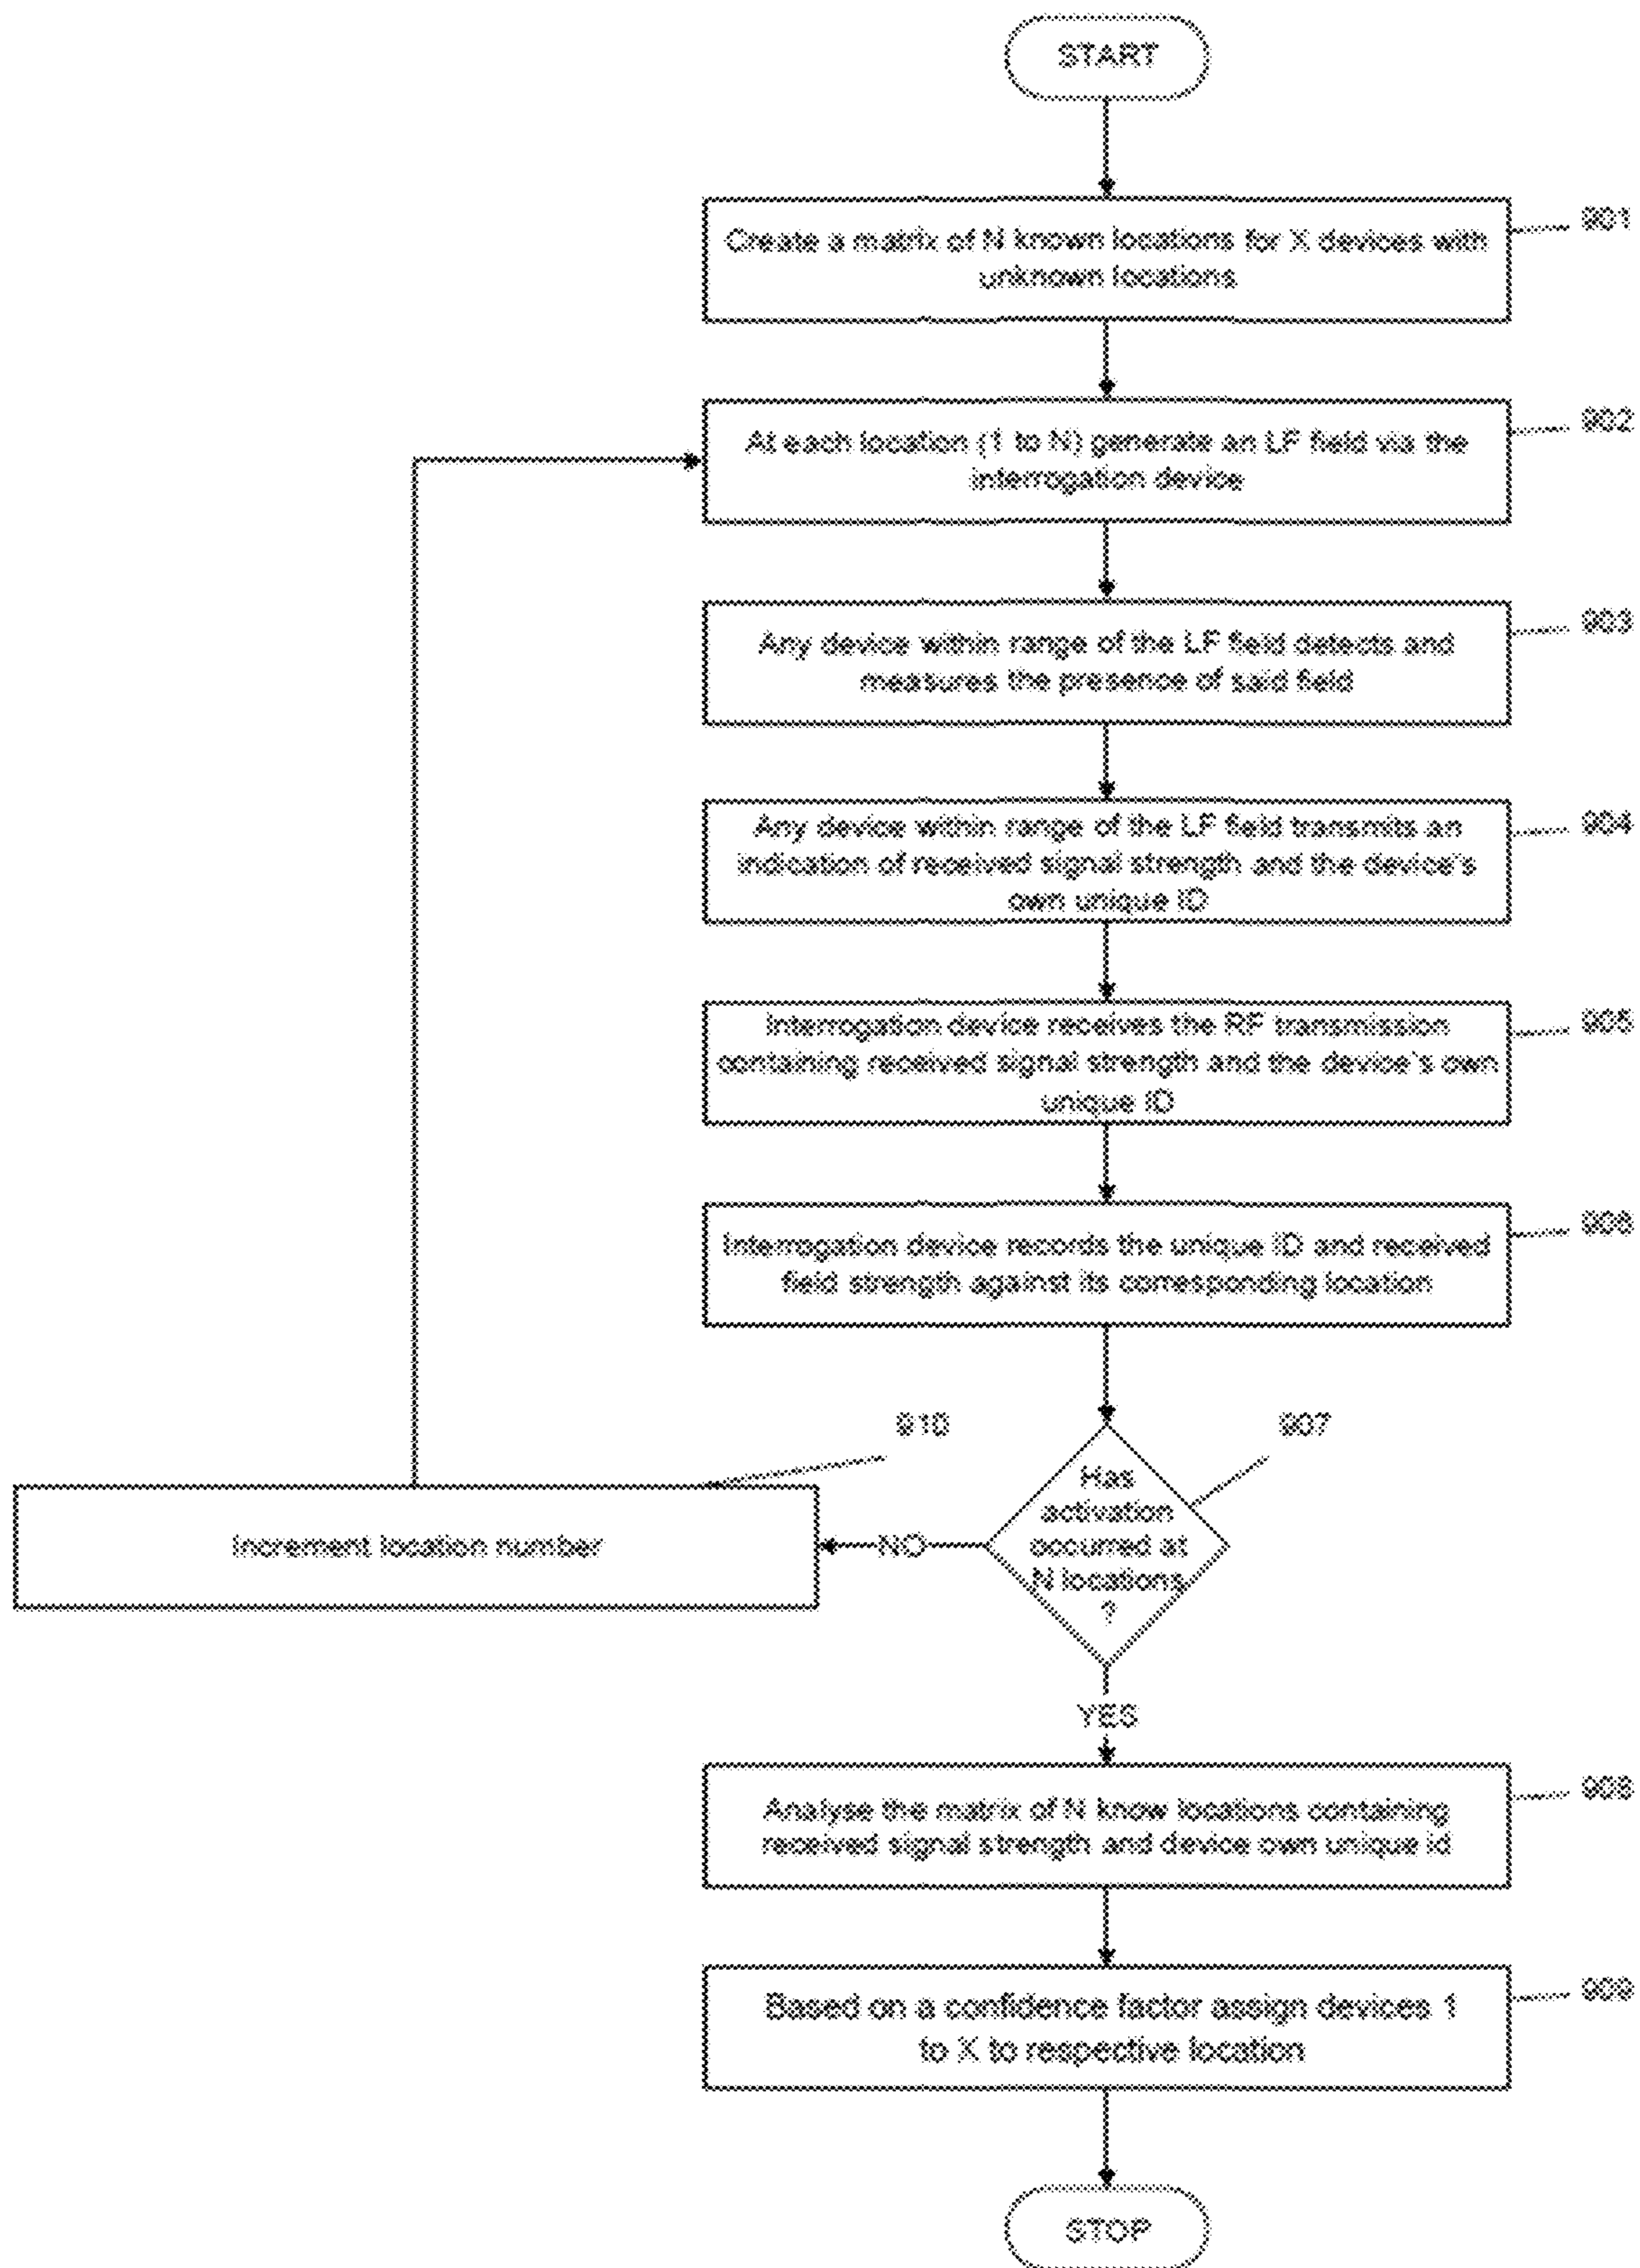 START
Create a matrix of N known locations for X devices with
unknown locations
901
At each location (1 to N) generate an LF field via the
interrogation device
902
Any device within range of the LF field detects and
measures the presence of said field
903
Any device within range of the LF field transmits an
indication of received signal strength and the device's
own unique ID
904
Interrogation device receives the RF transmission
containing received signal strength and the device's own
unique ID
905
Interrogation device records the unique ID and received
field strength against its corresponding location
906
910
907
Has
activation
occurred at
N locations
?
NO
Increment location number
YES
Analyse the matrix of N know locations containing
received signal strength and device own unique id
908
Based on a confidence factor assign devices 1
to X to respective location
909
STOP